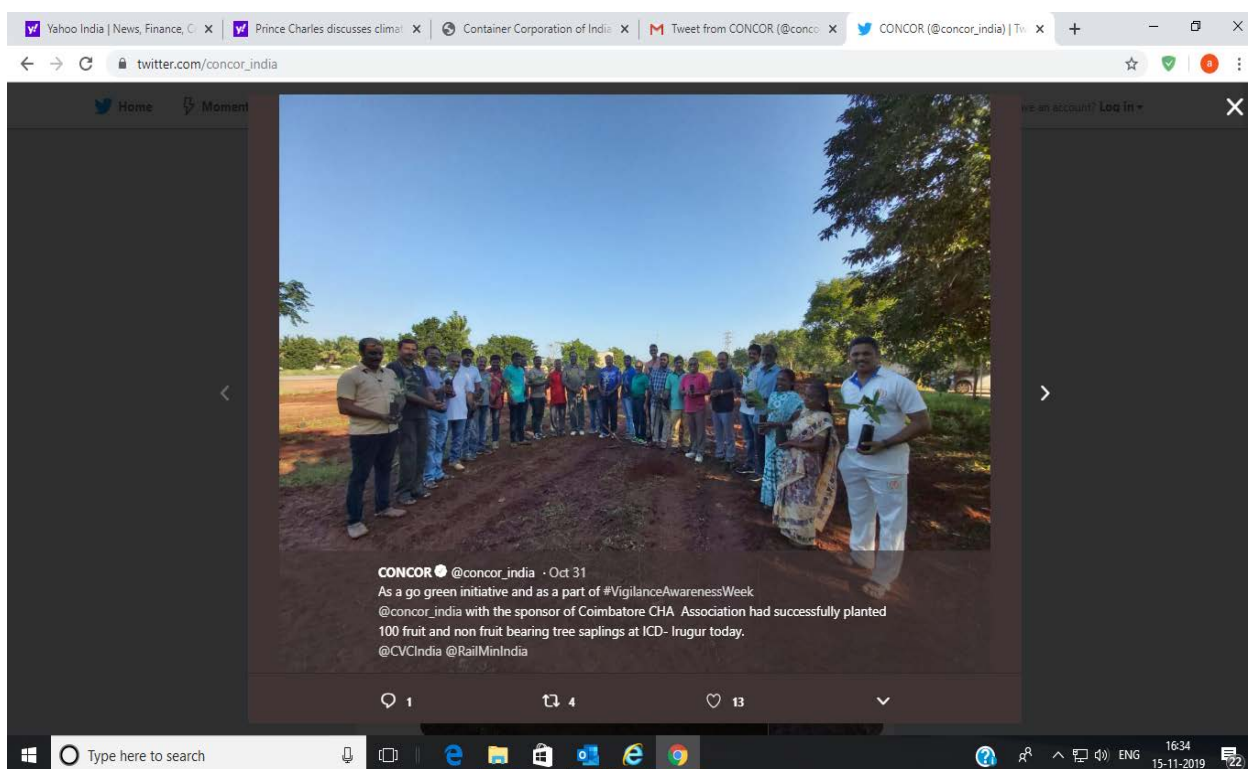 Yahoo India | News, Finance, C
Prince Charles discusses climat
Container Corporation of India
Tweet from CONCOR (@conco
CONCOR (@concor_india) | Tw
twitter.com/concor_india
a
Home
Moment
ve an account? Log in
CONCOR @concor_india · Oct 31
As a go green initiative and as a part of #VigilanceAwarenessWeek
@concor_india with the sponsor of Coimbatore CHA Association had successfully planted
100 fruit and non fruit bearing tree saplings at ICD- Irugur today.
@CVCIndia @RailMinIndia
1
4
13
Type here to search
ENG
16:34
15-11-2019
22